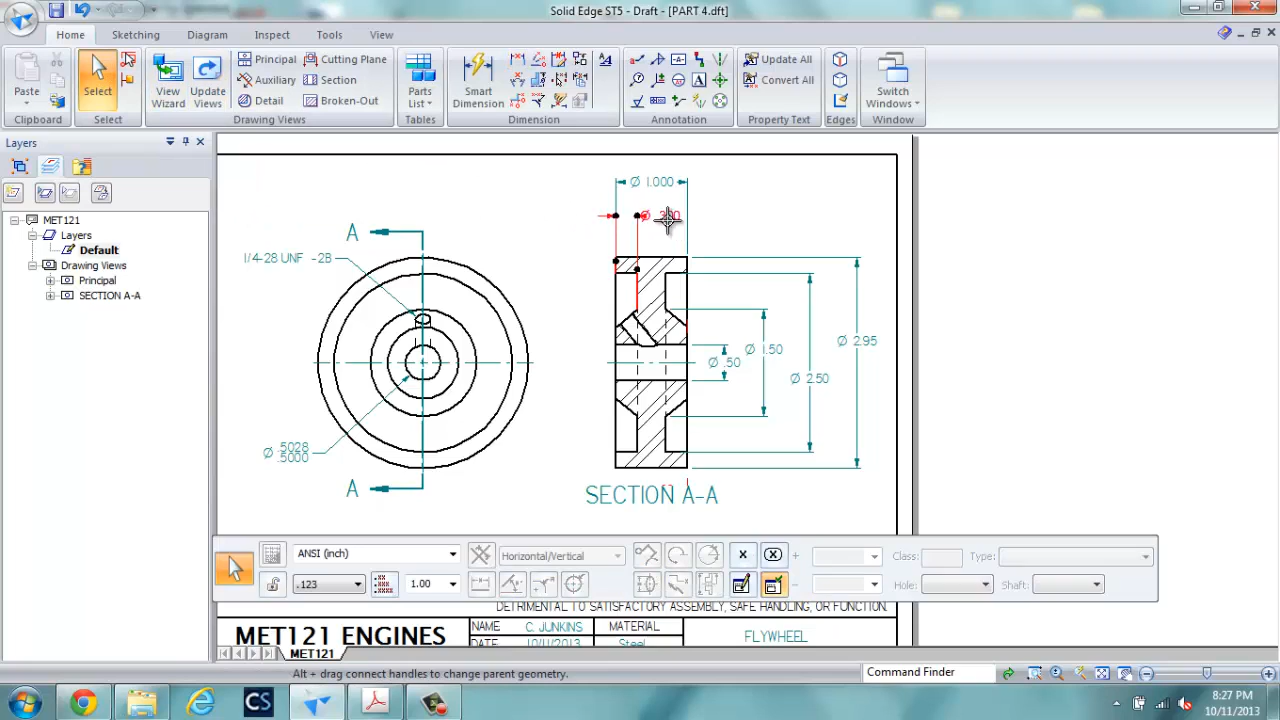 Solid Edge ST5 - Draft - [PART 4.dft]
Home
Sketching
Diagram
Inspect
Tools
View
Paste
Select
View
Wizard
Update
Views
Principal
Auxiliary
Detail
Cutting Plane
Section
Broken-Out
Parts
List
Smart
Dimension
Update All
Convert All
Switch
Windows
Clipboard
Select
Drawing Views
Tables
Dimension
Annotation
Property Text
Edges
Window
Layers
MET121
Layers
Default
Drawing Views
Principal
SECTION A-A
Ø 1.000
A
1/4-28 UNF -2B
Ø 2.95
Ø 1.50
Ø .50
Ø 2.50
Ø .5028
.5000
A
SECTION A-A
ANSI (inch)
Horizontal/Vertical
Class:
Type:
.123
1.00
Hole:
Shaft:
DETRIMENTAL TO SATISFACTORY ASSEMBLY, SAFE HANDLING, OR FUNCTION.
MET121 ENGINES
NAME
C. JUNKINS
MATERIAL
FLYWHEEL
DATE
10/11/2013
Steel
MET121
Alt + drag connect handles to change parent geometry.
Command Finder
CS
8:27 PM
10/11/2013